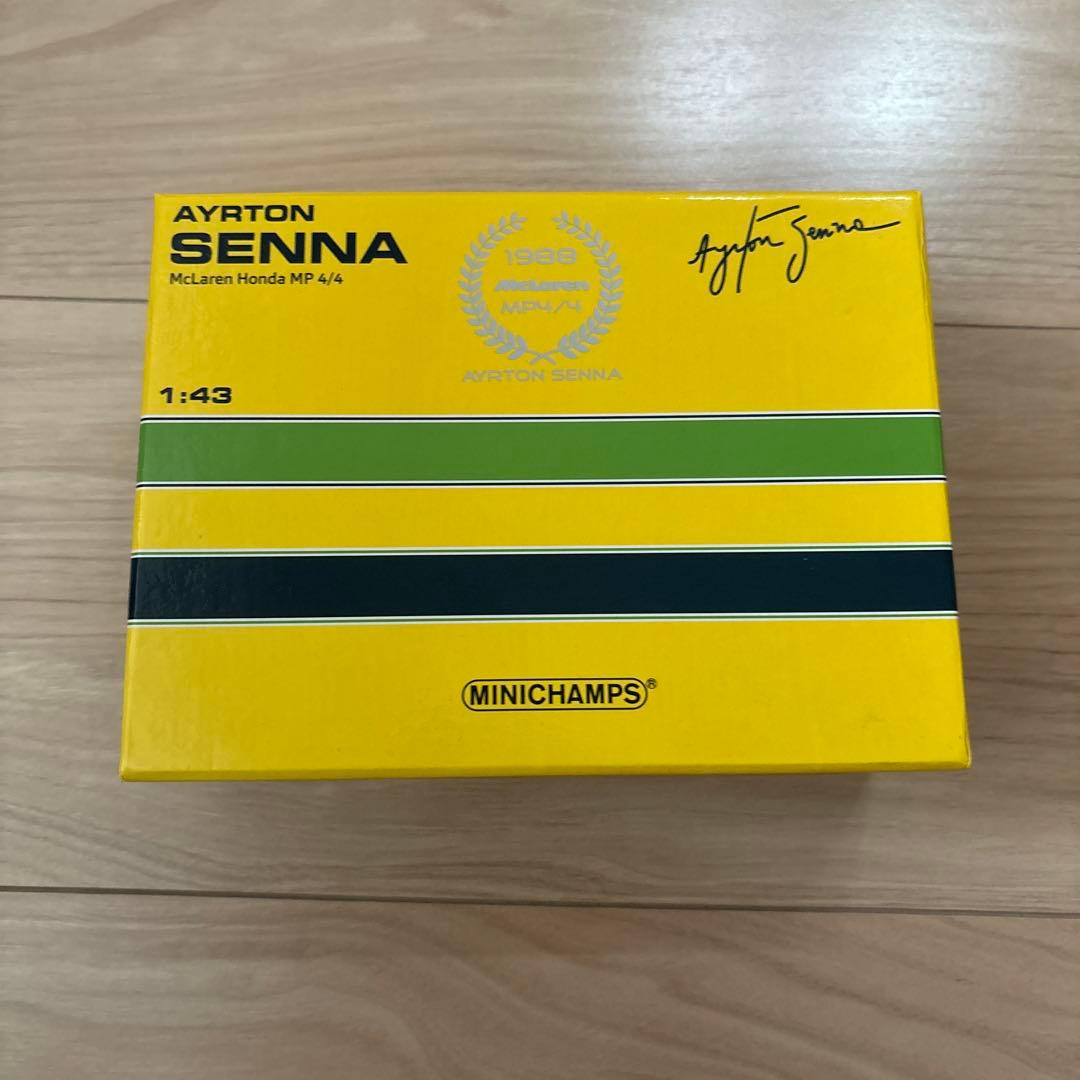 AYRTON
SENNA
McLaren Honda MP 4/4
1988
McLaren
MP4/4
AYRTON SENNA
Ayrton Senna
1:43
MINICHAMPS®